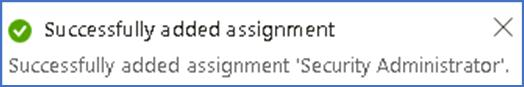 Successfully added assignment
Successfully added assignment 'Security Administrator'.